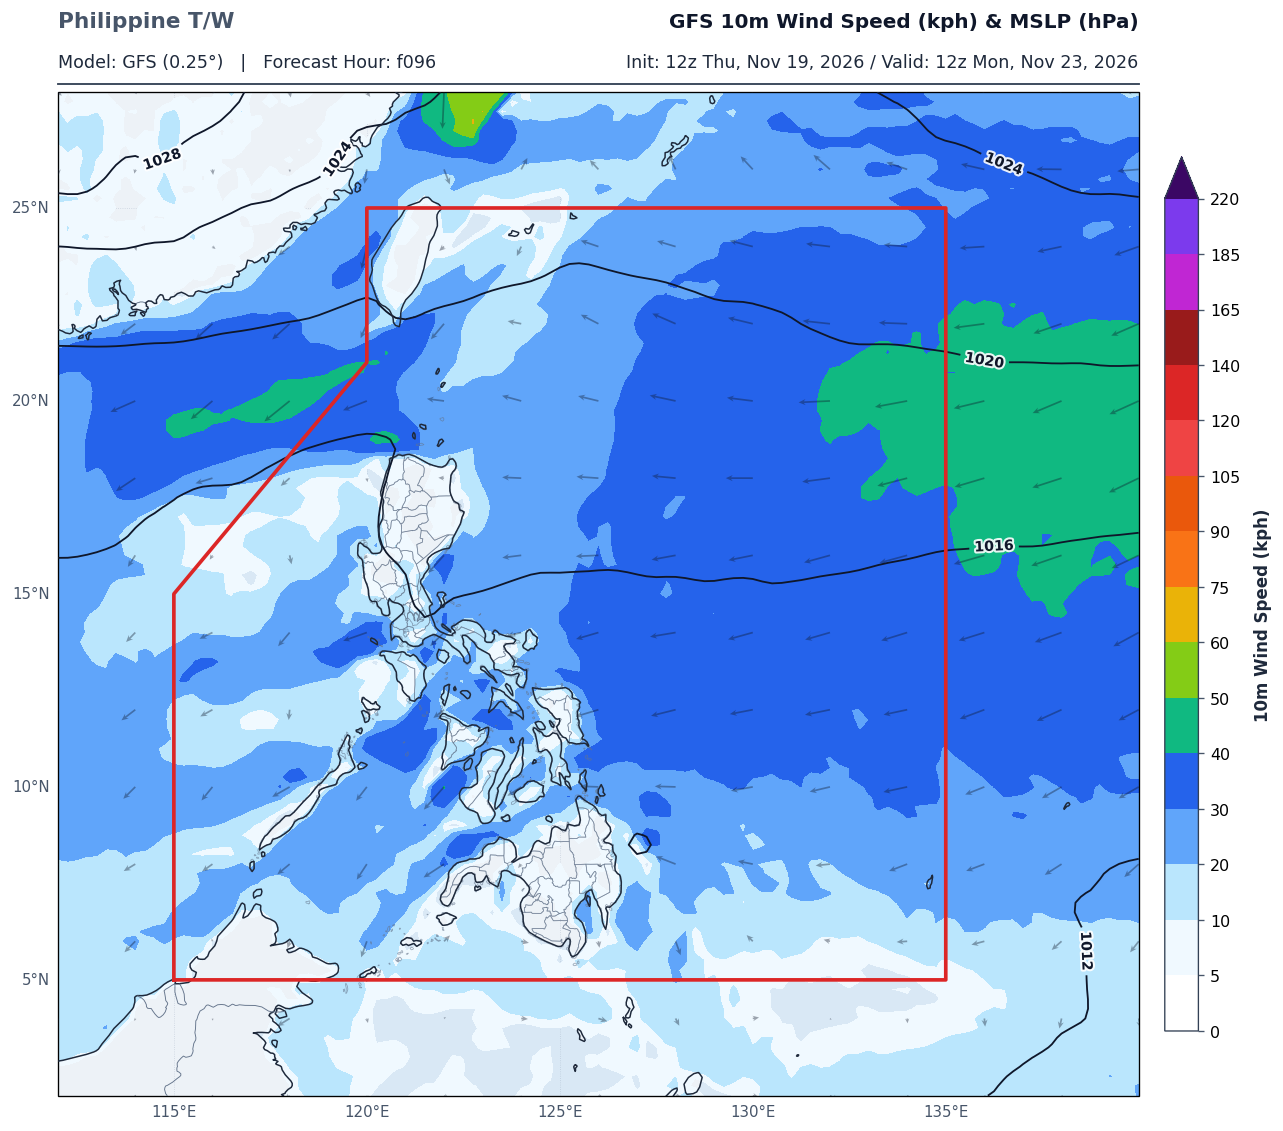 Philippine T/W
GFS 10m Wind Speed (kph) & MSLP (hPa)
Model: GFS (0.25°)   |   Forecast Hour: f096
Init: 12z Thu, Nov 19, 2026 / Valid: 12z Mon, Nov 23, 2026
1028
1024
1024
1020
1016
1012
25°N
20°N
15°N
10°N
5°N
115°E
120°E
125°E
130°E
135°E
220
185
165
140
120
105
90
75
60
50
40
30
20
10
5
0
10m Wind Speed (kph)